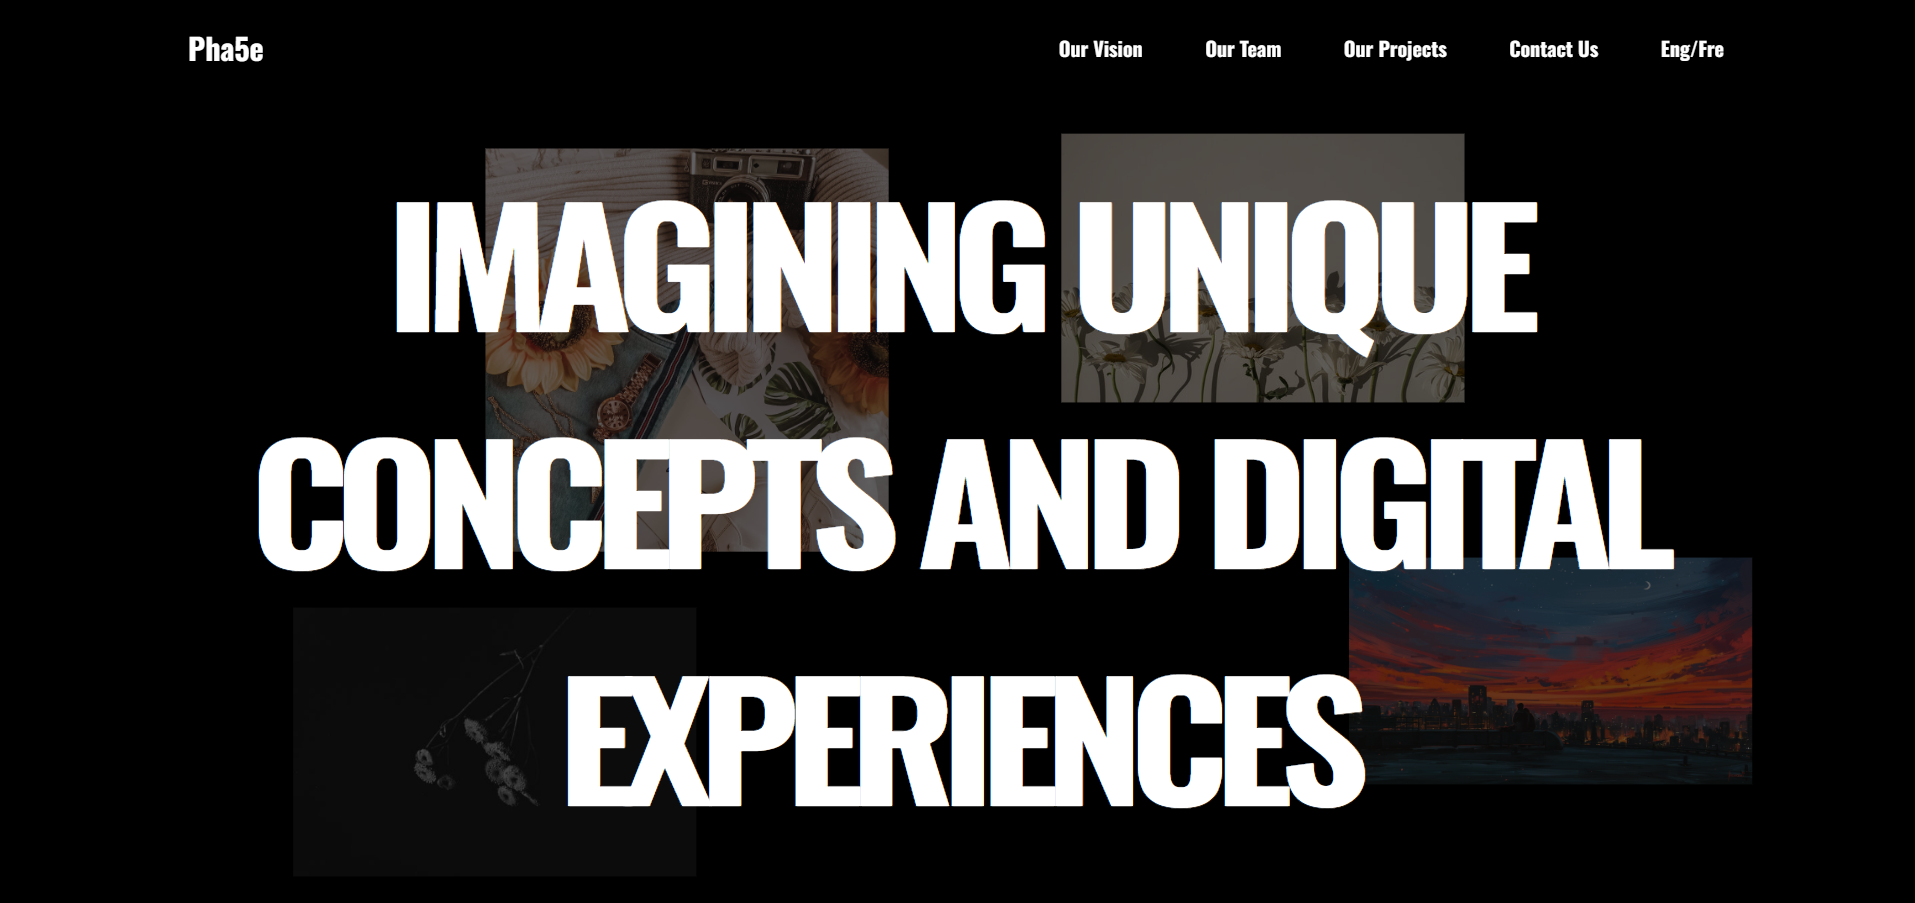 Pha5e
Our Vision Our Team Our Projects Contact Us Eng/Fre
IMAGINING UNIQUE
CONCEPTS AND DIGITAL
EXPERIENCES